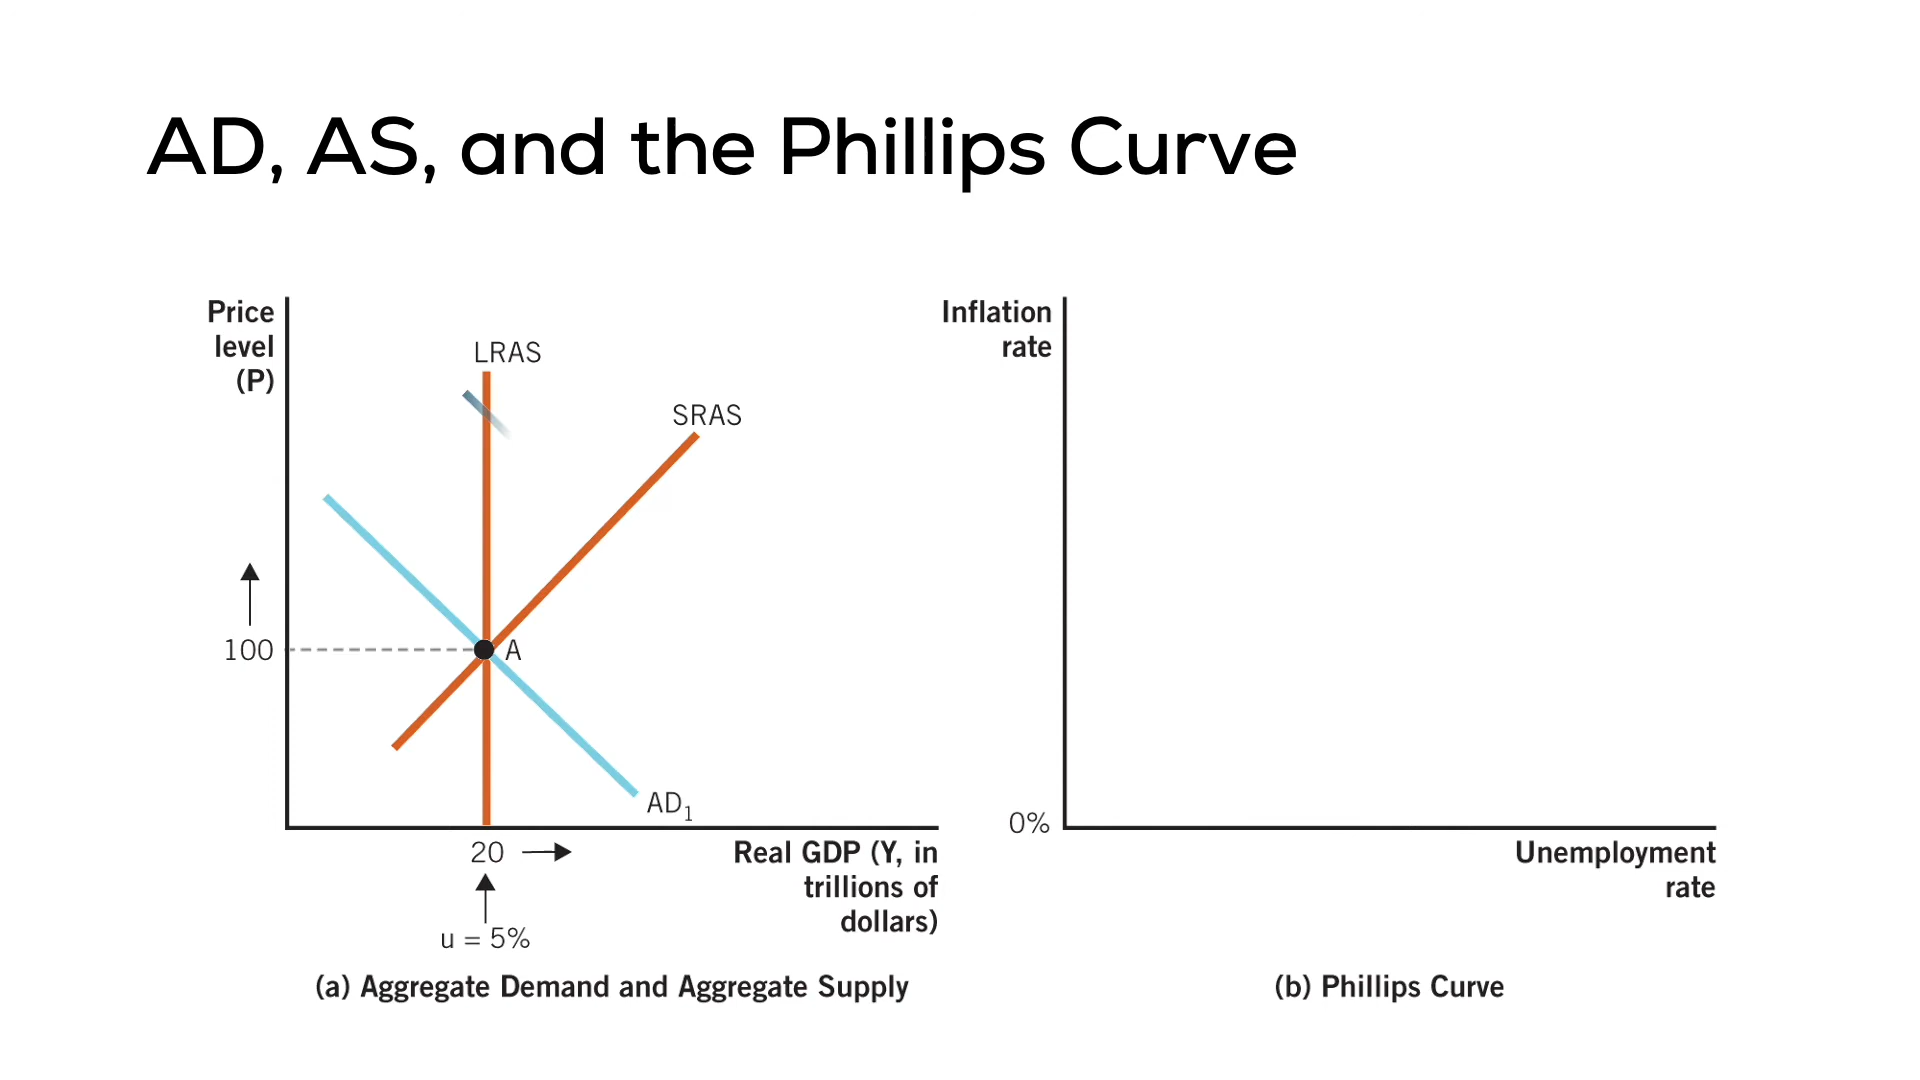 AD, AS, and the Phillips Curve
Price
level
(P)
LRAS
SRAS
100
A
AD₁
20
Real GDP (Y, in
trillions of
dollars)
u = 5%
(a) Aggregate Demand and Aggregate Supply
Inflation
rate
0%
Unemployment
rate
(b) Phillips Curve